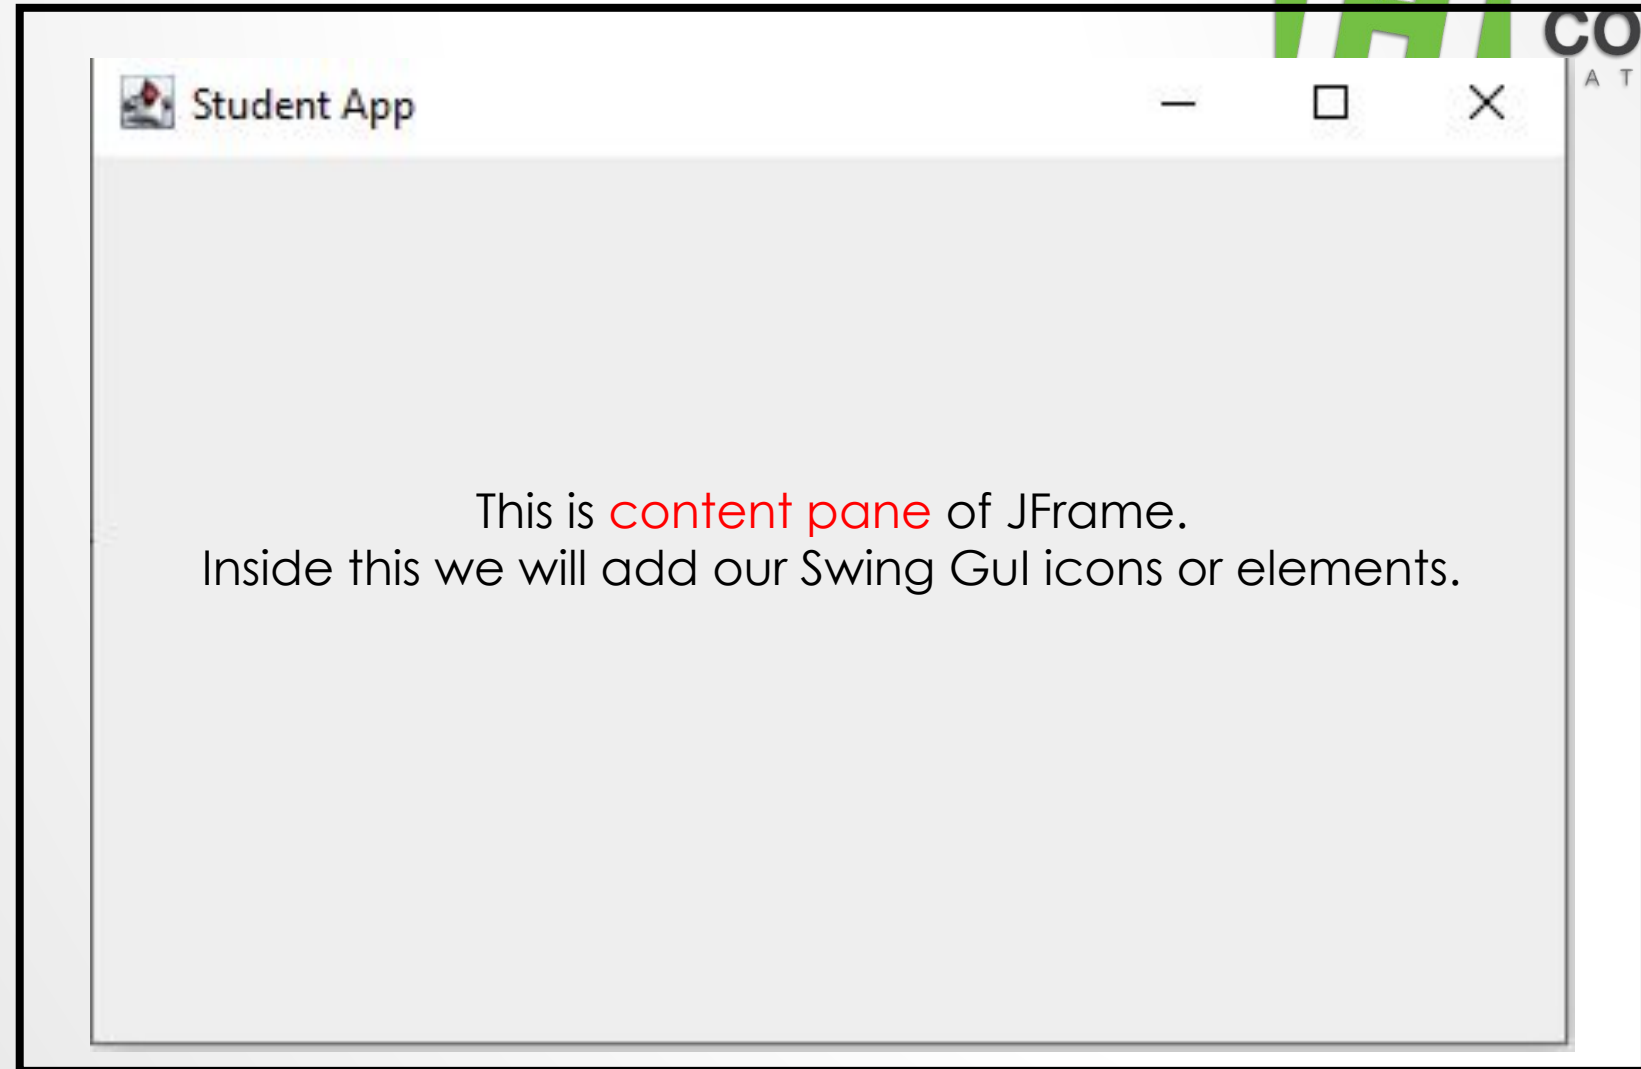 CO
A T
Student App
This is content pane of JFrame.
Inside this we will add our Swing GuI icons or elements.